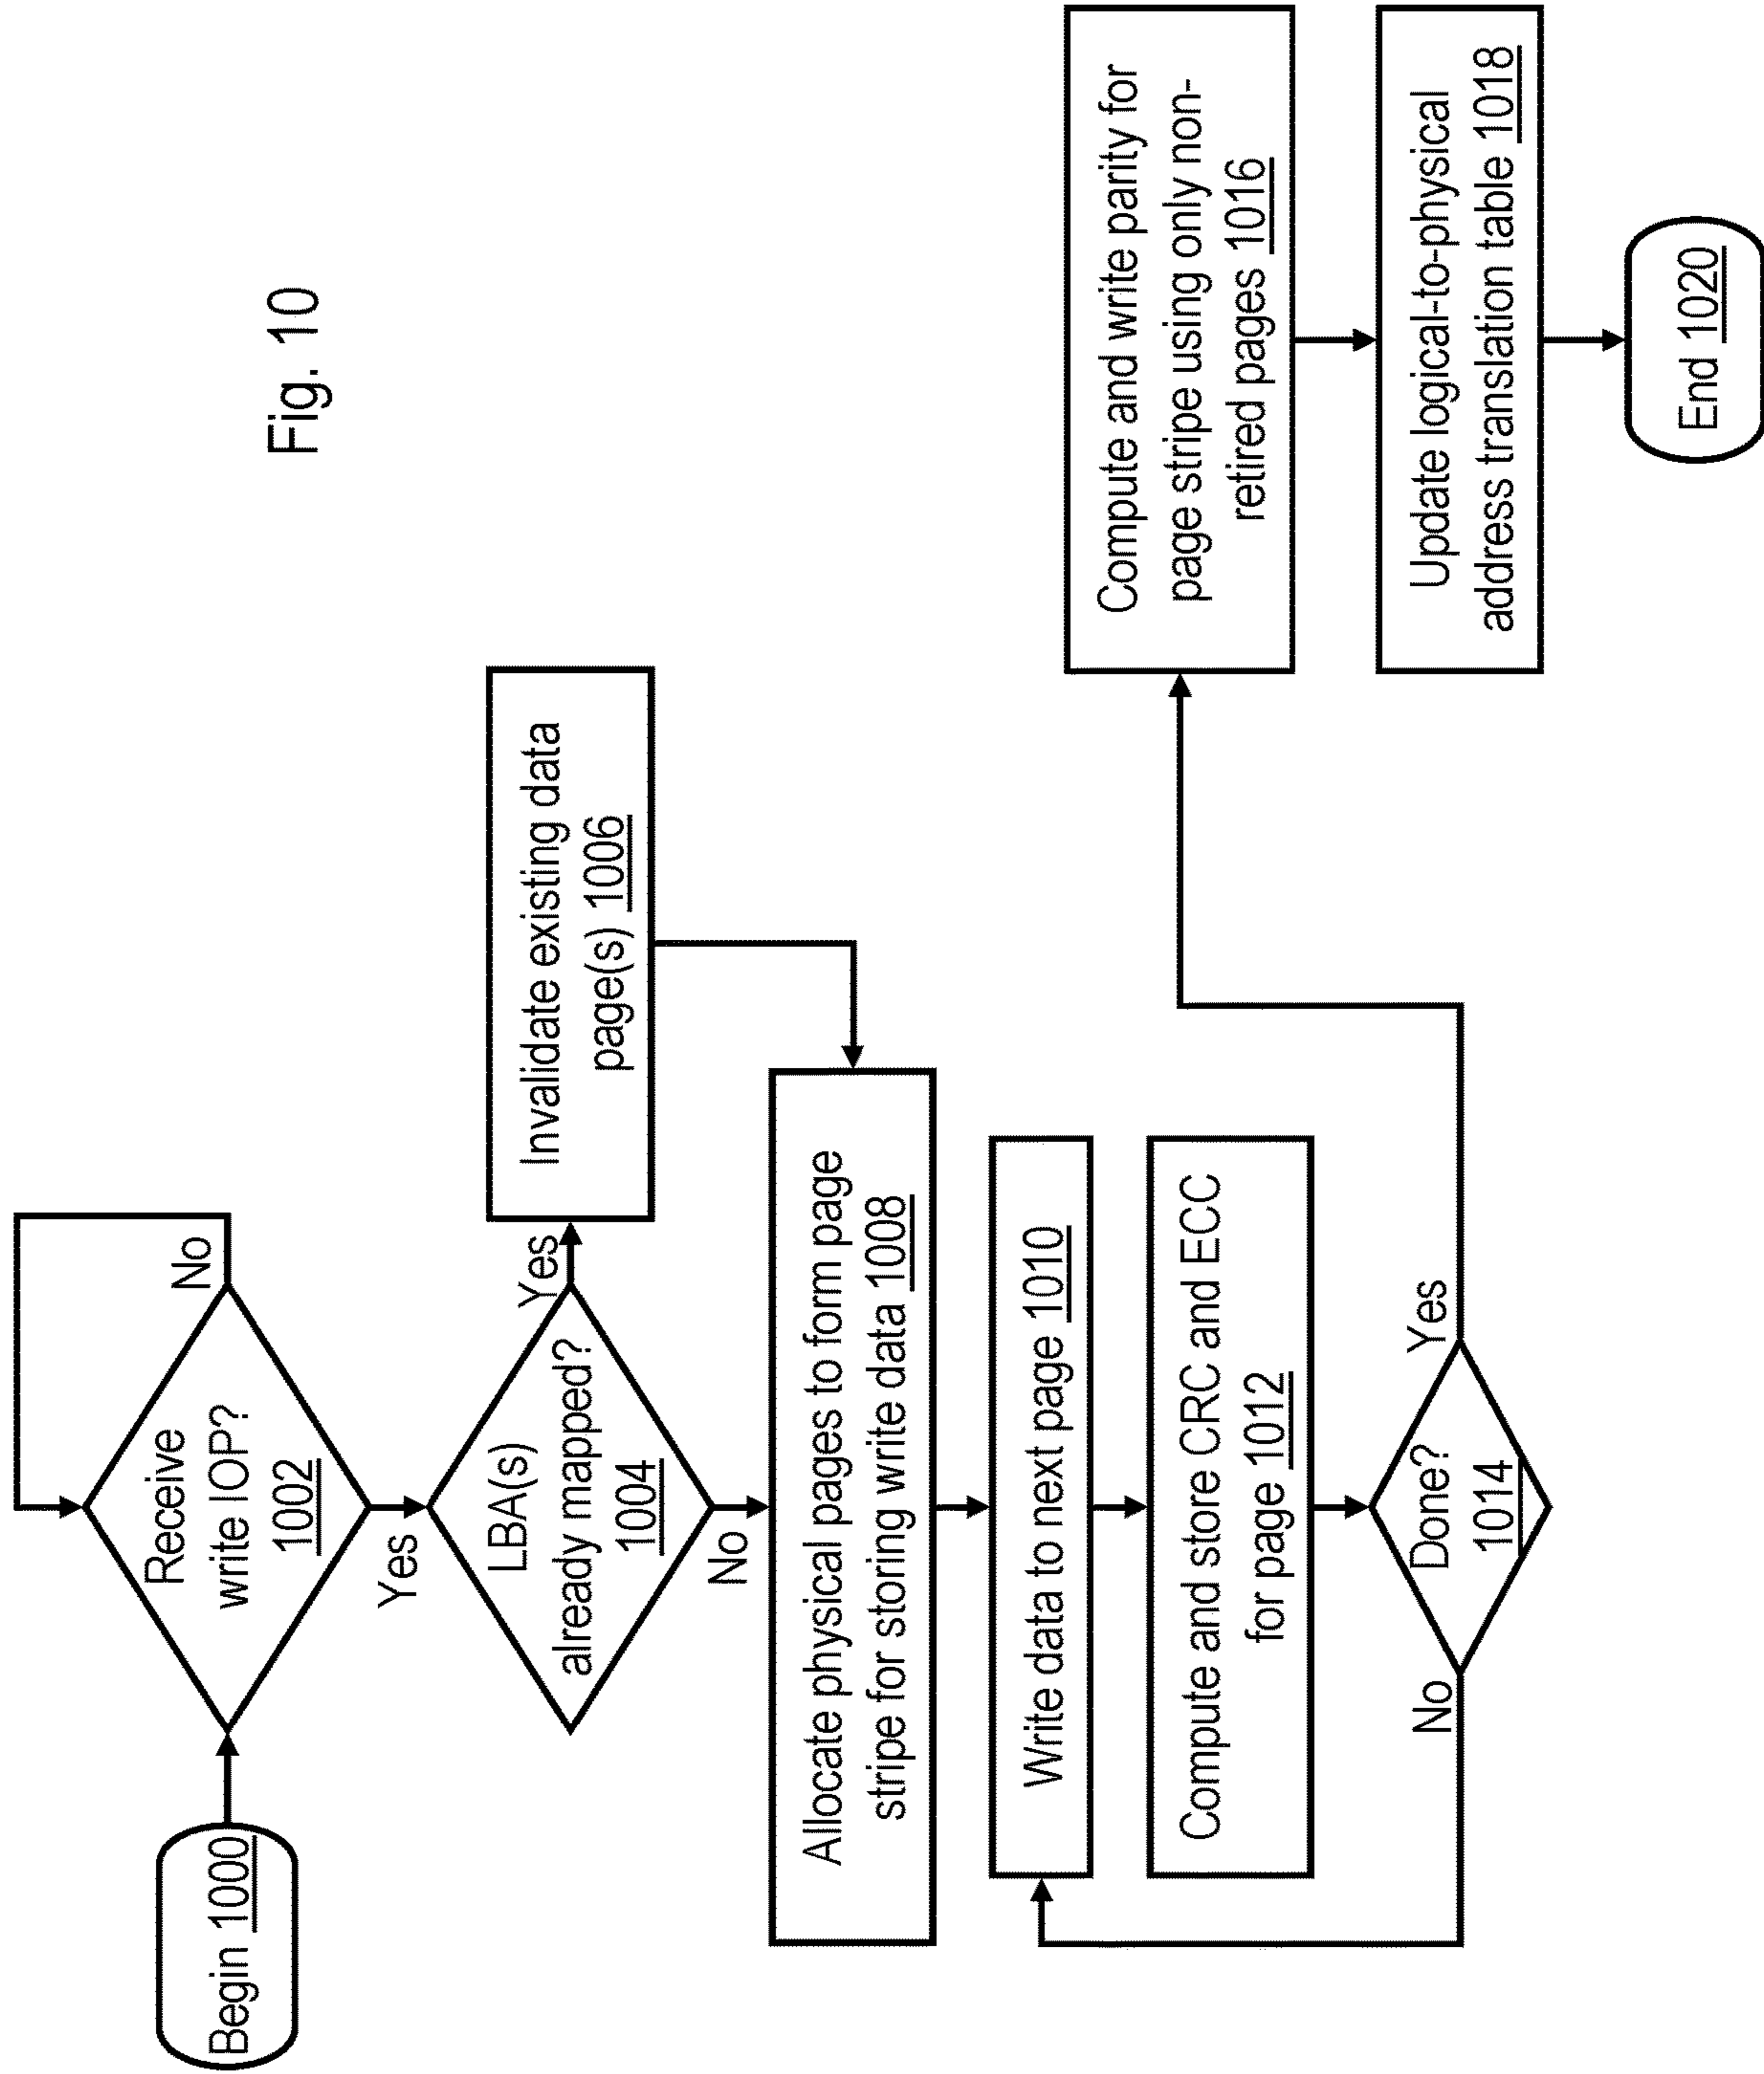 Fig. 10
Begin 1000
Receive
write IOP?
1002
No
Yes
LBA(s)
already mapped?
1004
Yes
No
Invalidate existing data
page(s) 1006
Allocate physical pages to form page
stripe for storing write data 1008
Write data to next page 1010
Compute and store CRC and ECC
for page 1012
Done?
1014
No
Yes
Compute and write parity for
page stripe using only non-
retired pages 1016
Update logical-to-physical
address translation table 1018
End 1020